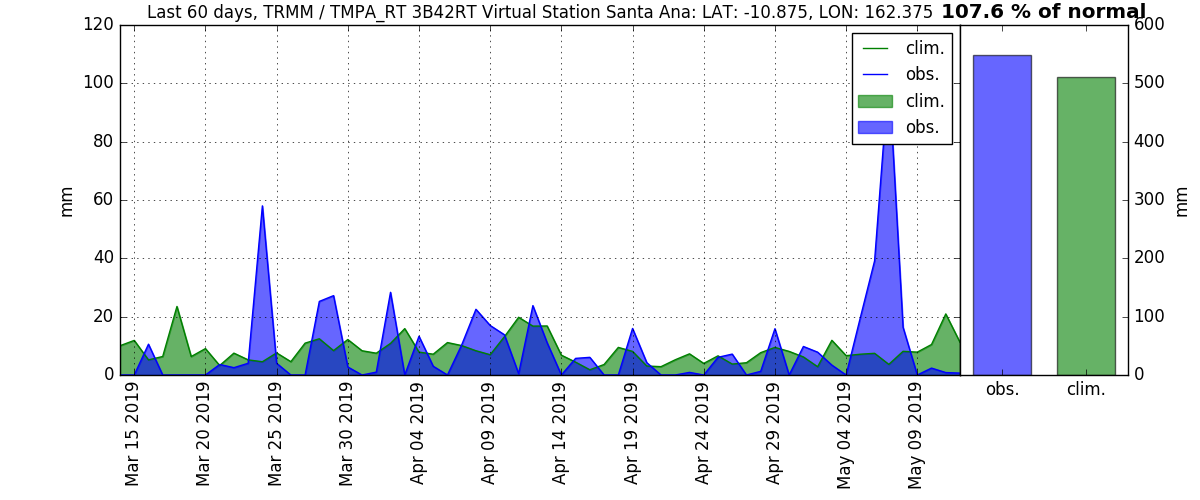 Last 60 days, TRMM / TMPA_RT 3B42RT Virtual Station Santa Ana: LAT: -10.875, LON: 162.375 107.6 % of normal
120
100
80
60
40
20
0
mm
clim.
obs.
clim.
obs.
600
500
400
300
200
100
0
mm
obs.
clim.
Mar 15 2019
Mar 20 2019
Mar 25 2019
Mar 30 2019
Apr 04 2019
Apr 09 2019
Apr 14 2019
Apr 19 2019
Apr 24 2019
Apr 29 2019
May 04 2019
May 09 2019